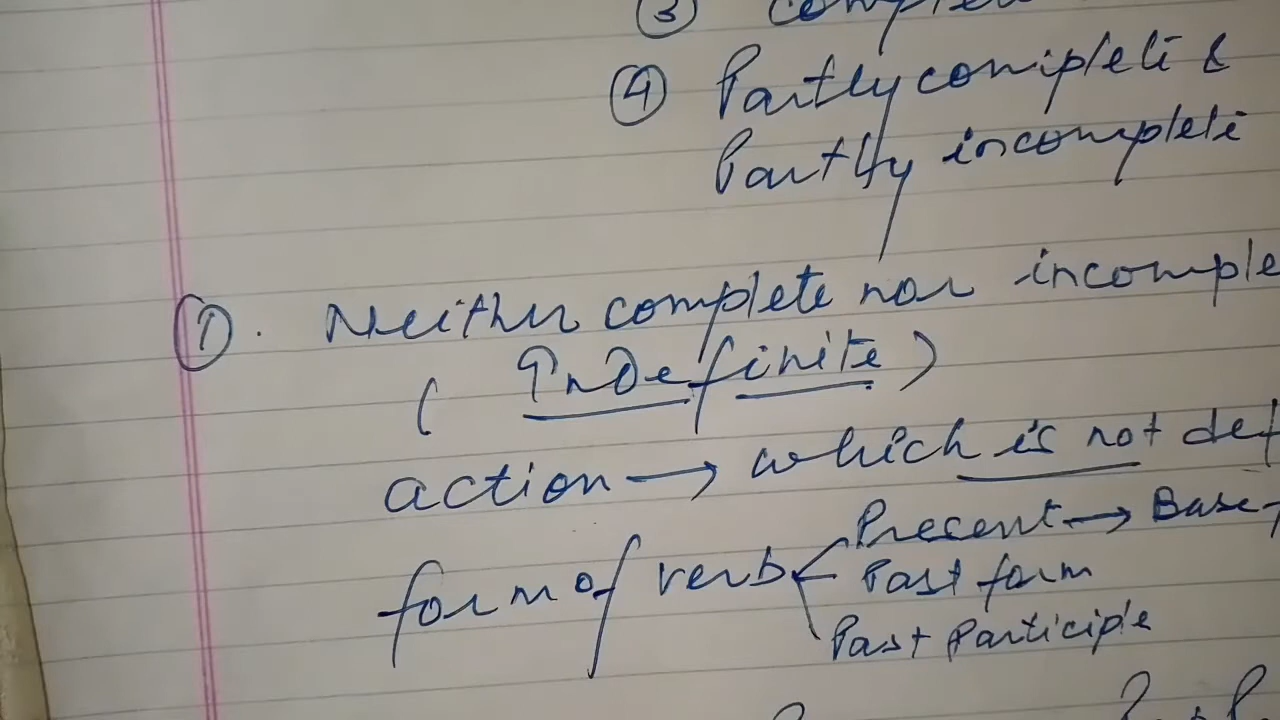 ③
④ Partly complete &
Partly incomplete
①. Neither complete nor incomple
( InDefinite )
action → which is not def
form of verb Present → Base
Past form
Past Participle